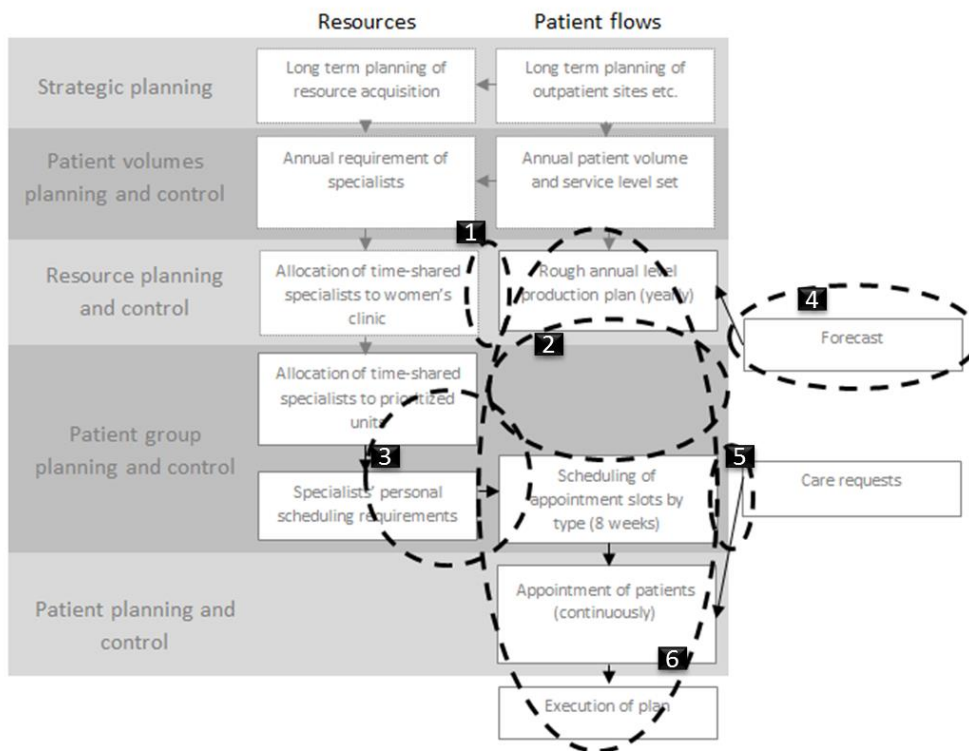 Resources
Patient flows
Strategic planning
Long term planning of
resource acquisition
Long term planning of
outpatient sites etc.
Patient volumes
planning and control
Annual requirement of
specialists
Annual patient volume
and service level set
1
Resource planning
and control
Allocation of time-shared
specialists to women's
clinic
Rough annual level
production plan (yearly)
4
Forecast
2
Patient group
planning and control
Allocation of time-shared
specialists to prioritized
units
3
Specialists' personal
scheduling requirements
Scheduling of
appointment slots by
type (8 weeks)
5
Care requests
Patient planning and
control
Appointment of patients
(continuously)
6
Execution of plan